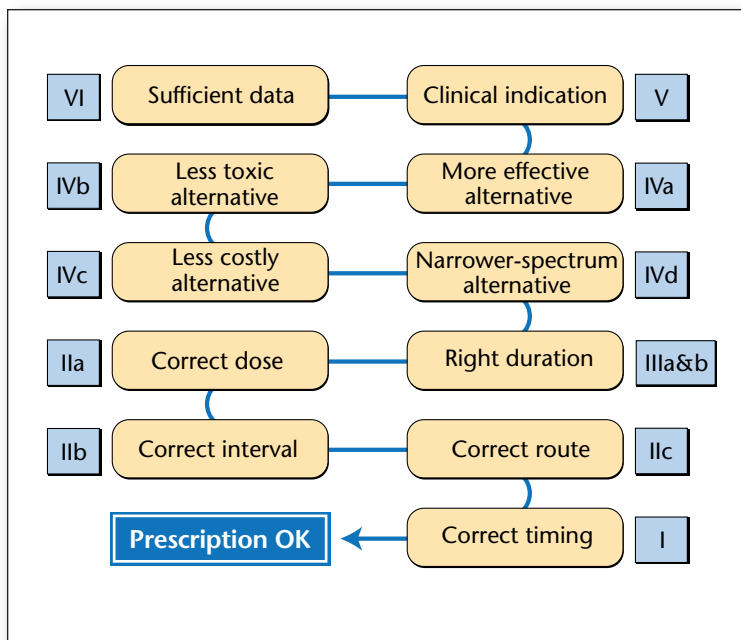 VI
Sufficient data
Clinical indication
V
IVb
Less toxic
alternative
More effective
alternative
IVa
IVc
Less costly
alternative
Narrower-spectrum
alternative
IVd
IIa
Correct dose
Right duration
IIIa&b
IIb
Correct interval
Correct route
IIc
Prescription OK
Correct timing
I